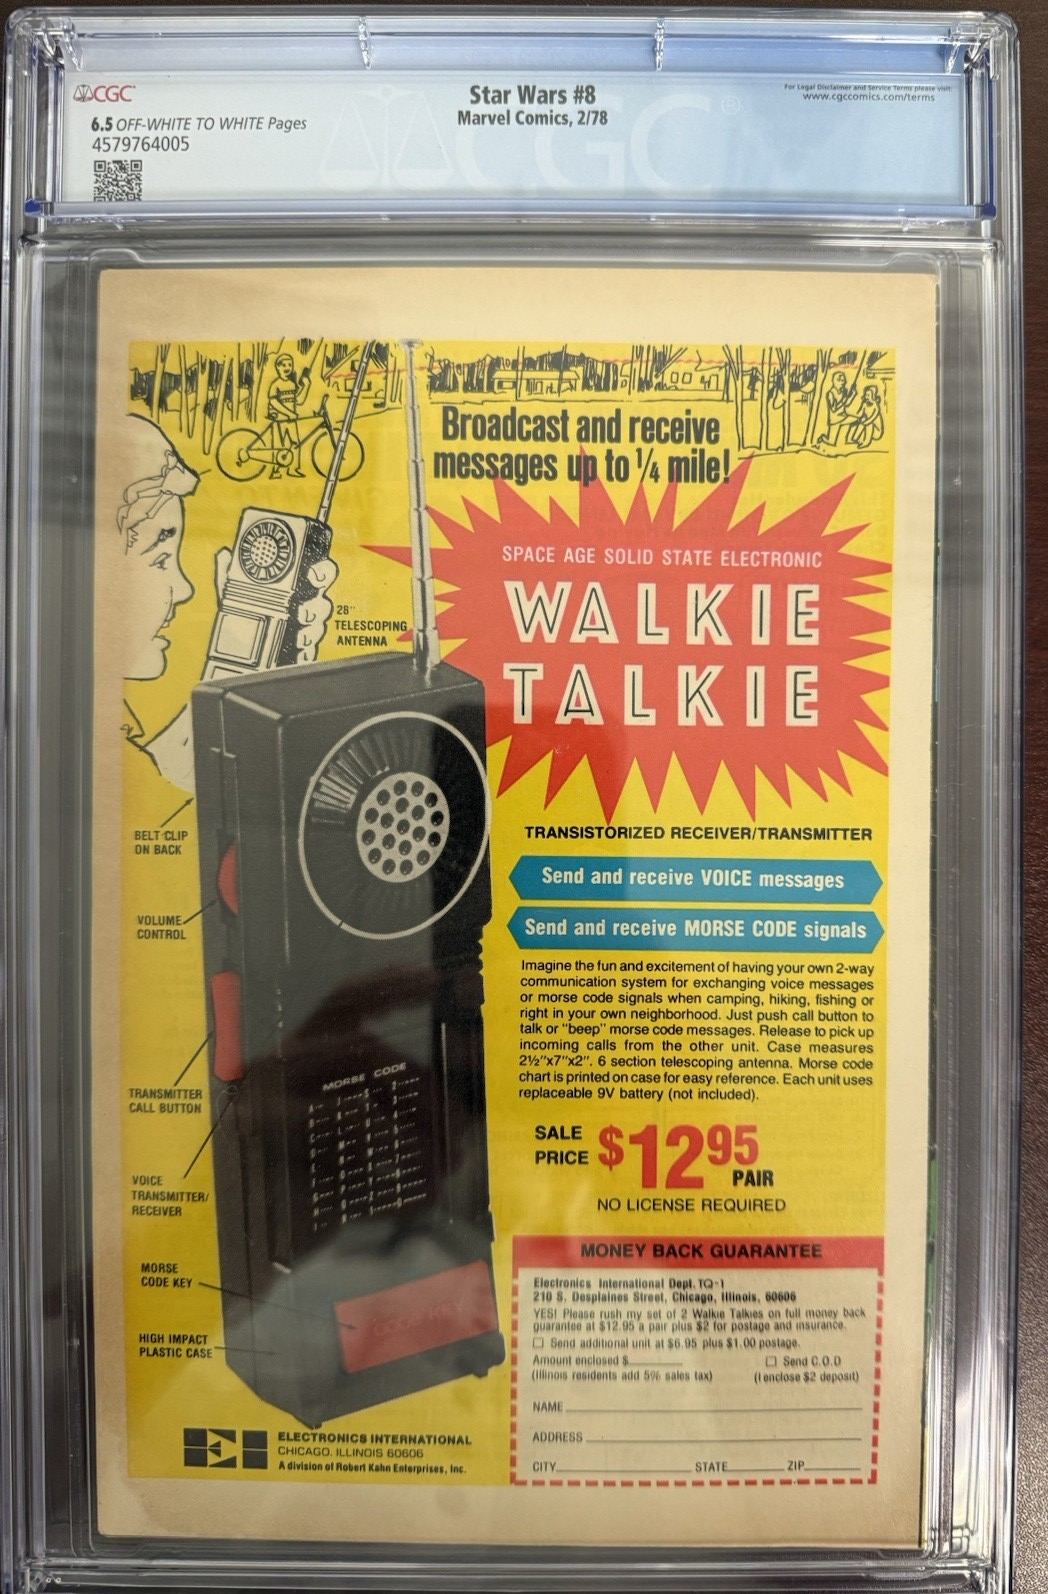 CGC
Star Wars #8
Marvel Comics, 2/78
For Legal Disclaimer and Service Terms please visit:
www.cgccomics.com/terms
6.5 OFF-WHITE TO WHITE Pages
4579764005
CGC®
Broadcast and receive
messages up to 1/4 mile!
SPACE AGE SOLID STATE ELECTRONIC
WALKIE
TALKIE
28"
TELESCOPING
ANTENNA
BELT CLIP
ON BACK
VOLUME
CONTROL
TRANSMITTER
CALL BUTTON
VOICE
TRANSMITTER/
RECEIVER
MORSE
CODE KEY
HIGH IMPACT
PLASTIC CASE
MORSE CODE
TRANSISTORIZED RECEIVER/TRANSMITTER
Send and receive VOICE messages
Send and receive MORSE CODE signals
Imagine the fun and excitement of having your own 2-way
communication system for exchanging voice messages
or morse code signals when camping, hiking, fishing or
right in your own neighborhood. Just push call button to
talk or "beep" morse code messages. Release to pick up
incoming calls from the other unit. Case measures
2½"x7"x2". 6 section telescoping antenna. Morse code
chart is printed on case for easy reference. Each unit uses
replaceable 9V battery (not included).
SALE
PRICE $12.95
PAIR
NO LICENSE REQUIRED
MONEY BACK GUARANTEE
Electronics International Dept. TQ-1
210 S. Desplaines Street, Chicago, Illinois, 60606
YES! Please rush my set of 2 Walkie Talkies on full money back
guarantee at $12.95 a pair plus $2 for postage and insurance.
□ Send additional unit at $6.95 plus $1.00 postage.
Amount enclosed $________ □ Send C.O.D
(Illinois residents add 5% sales tax) (I enclose $2 deposit)
NAME
ADDRESS
CITY STATE ZIP
EI
ELECTRONICS INTERNATIONAL
CHICAGO, ILLINOIS 60606
A division of Robert Kahn Enterprises, Inc.